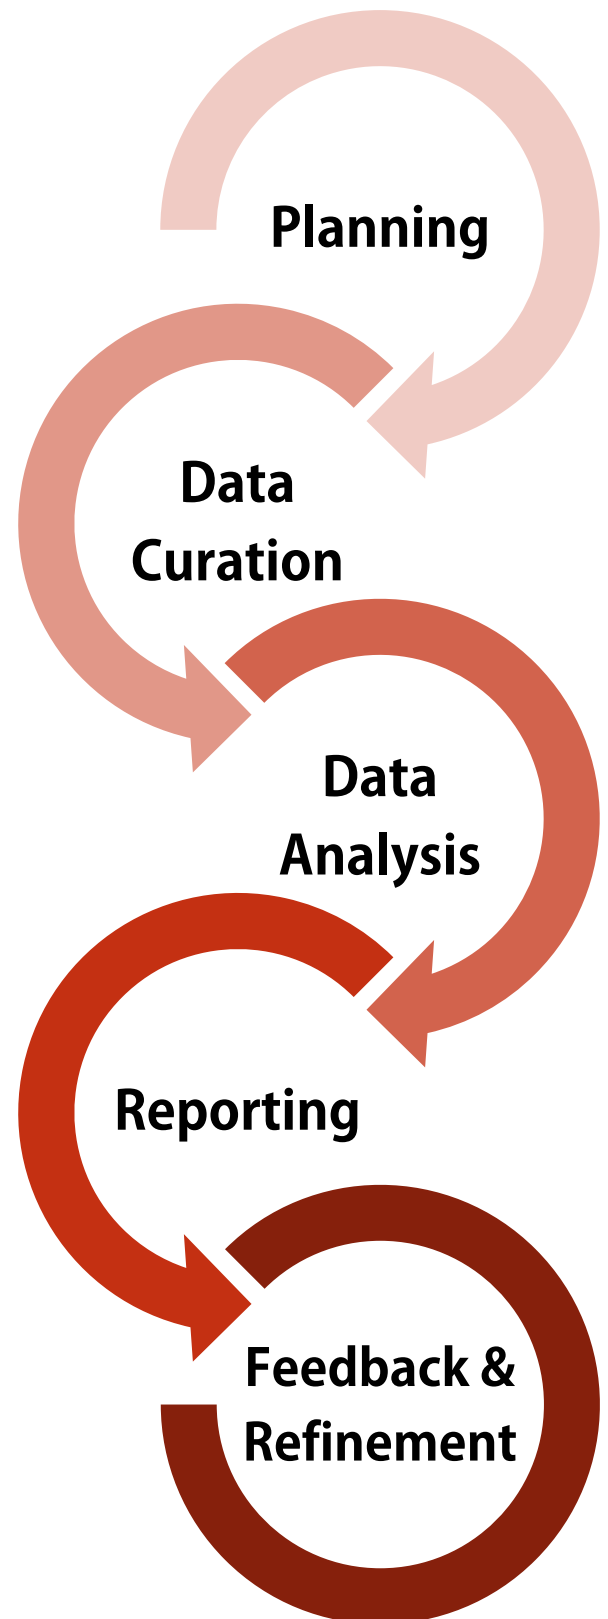 Planning
Data
Curation
Data
Analysis
Reporting
Feedback &
Refinement